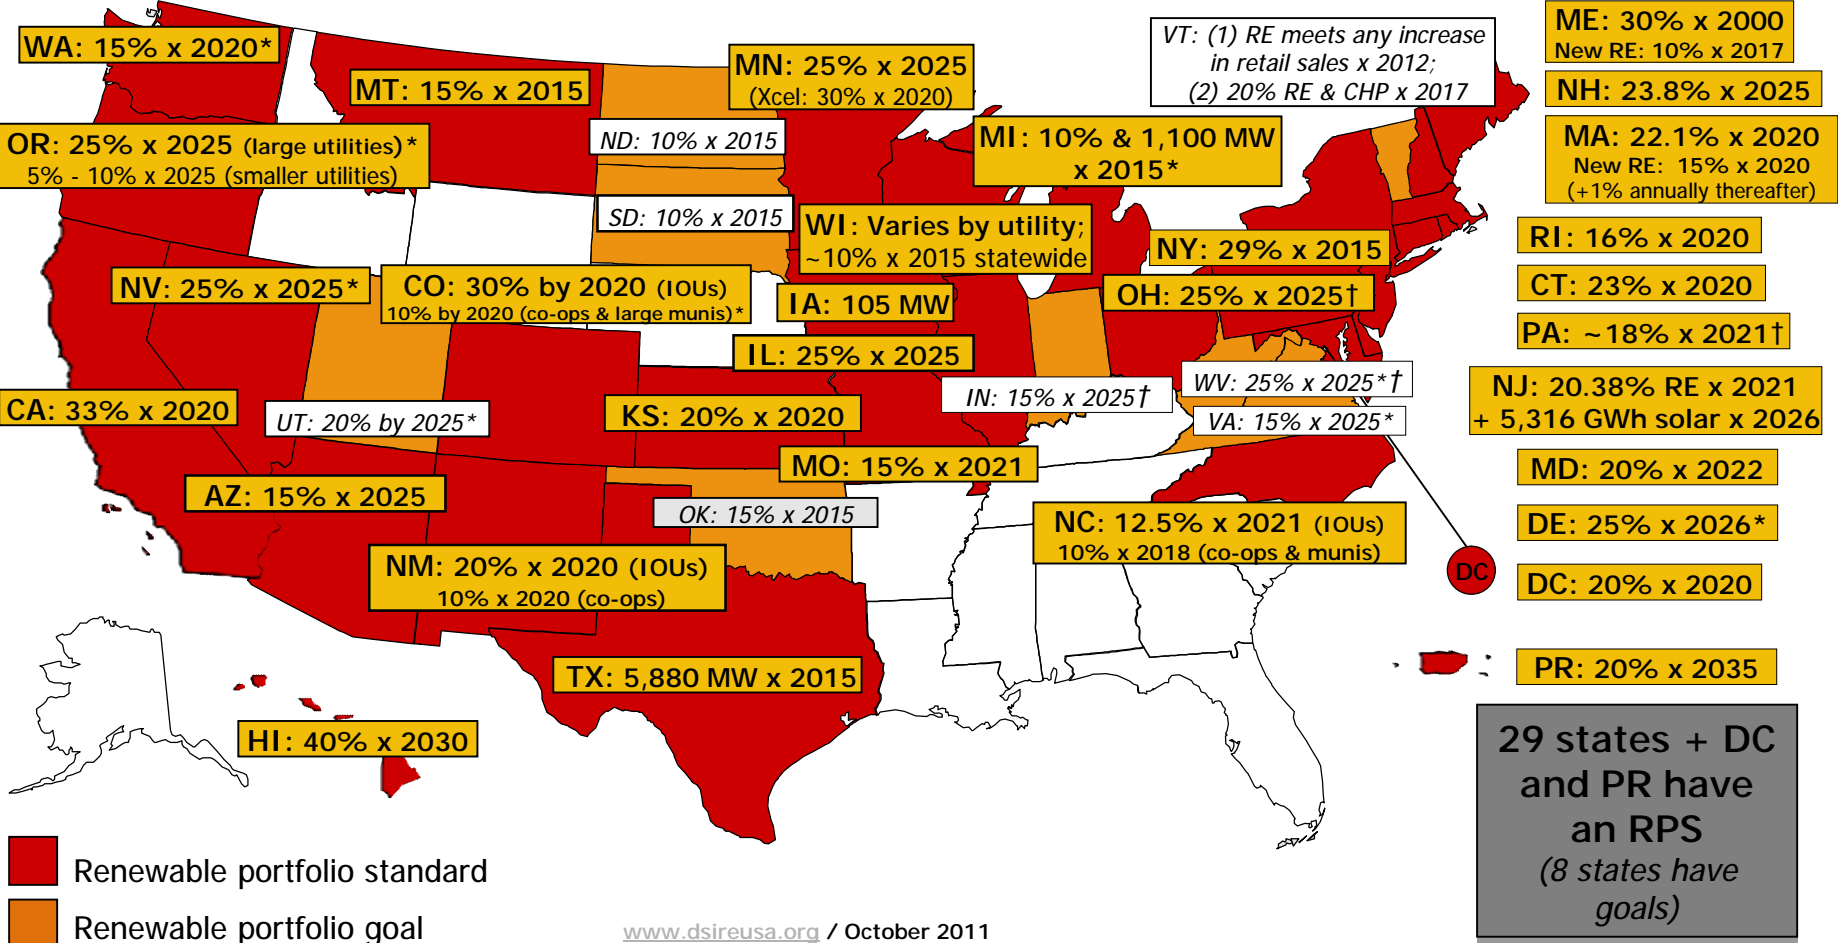 WA: 15% x 2020*
MT: 15% x 2015
MN: 25% x 2025
(Xcel: 30% x 2020)
VT: (1) RE meets any increase
in retail sales x 2012;
(2) 20% RE & CHP x 2017
ME: 30% x 2000
New RE: 10% x 2017
NH: 23.8% x 2025
OR: 25% x 2025 (large utilities)*
5% - 10% x 2025 (smaller utilities)
ND: 10% x 2015
MI: 10% & 1,100 MW
x 2015*
MA: 22.1% x 2020
New RE: 15% x 2020
(+1% annually thereafter)
SD: 10% x 2015
WI: Varies by utility;
~10% x 2015 statewide
NY: 29% x 2015
RI: 16% x 2020
NV: 25% x 2025*
CO: 30% by 2020 (IOUs)
10% by 2020 (co-ops & large munis)*
IA: 105 MW
OH: 25% x 2025†
CT: 23% x 2020
IL: 25% x 2025
PA: ~18% x 2021†
CA: 33% x 2020
UT: 20% by 2025*
KS: 20% x 2020
IN: 15% x 2025†
WV: 25% x 2025*†
VA: 15% x 2025*
NJ: 20.38% RE x 2021
+ 5,316 GWh solar x 2026
MO: 15% x 2021
MD: 20% x 2022
AZ: 15% x 2025
OK: 15% x 2015
NC: 12.5% x 2021 (IOUs)
10% x 2018 (co-ops & munis)
DE: 25% x 2026*
NM: 20% x 2020 (IOUs)
10% x 2020 (co-ops)
DC
DC: 20% x 2020
TX: 5,880 MW x 2015
PR: 20% x 2035
HI: 40% x 2030
29 states + DC
and PR have
an RPS
(8 states have
goals)
Renewable portfolio standard
Renewable portfolio goal
www.dsireusa.org / October 2011